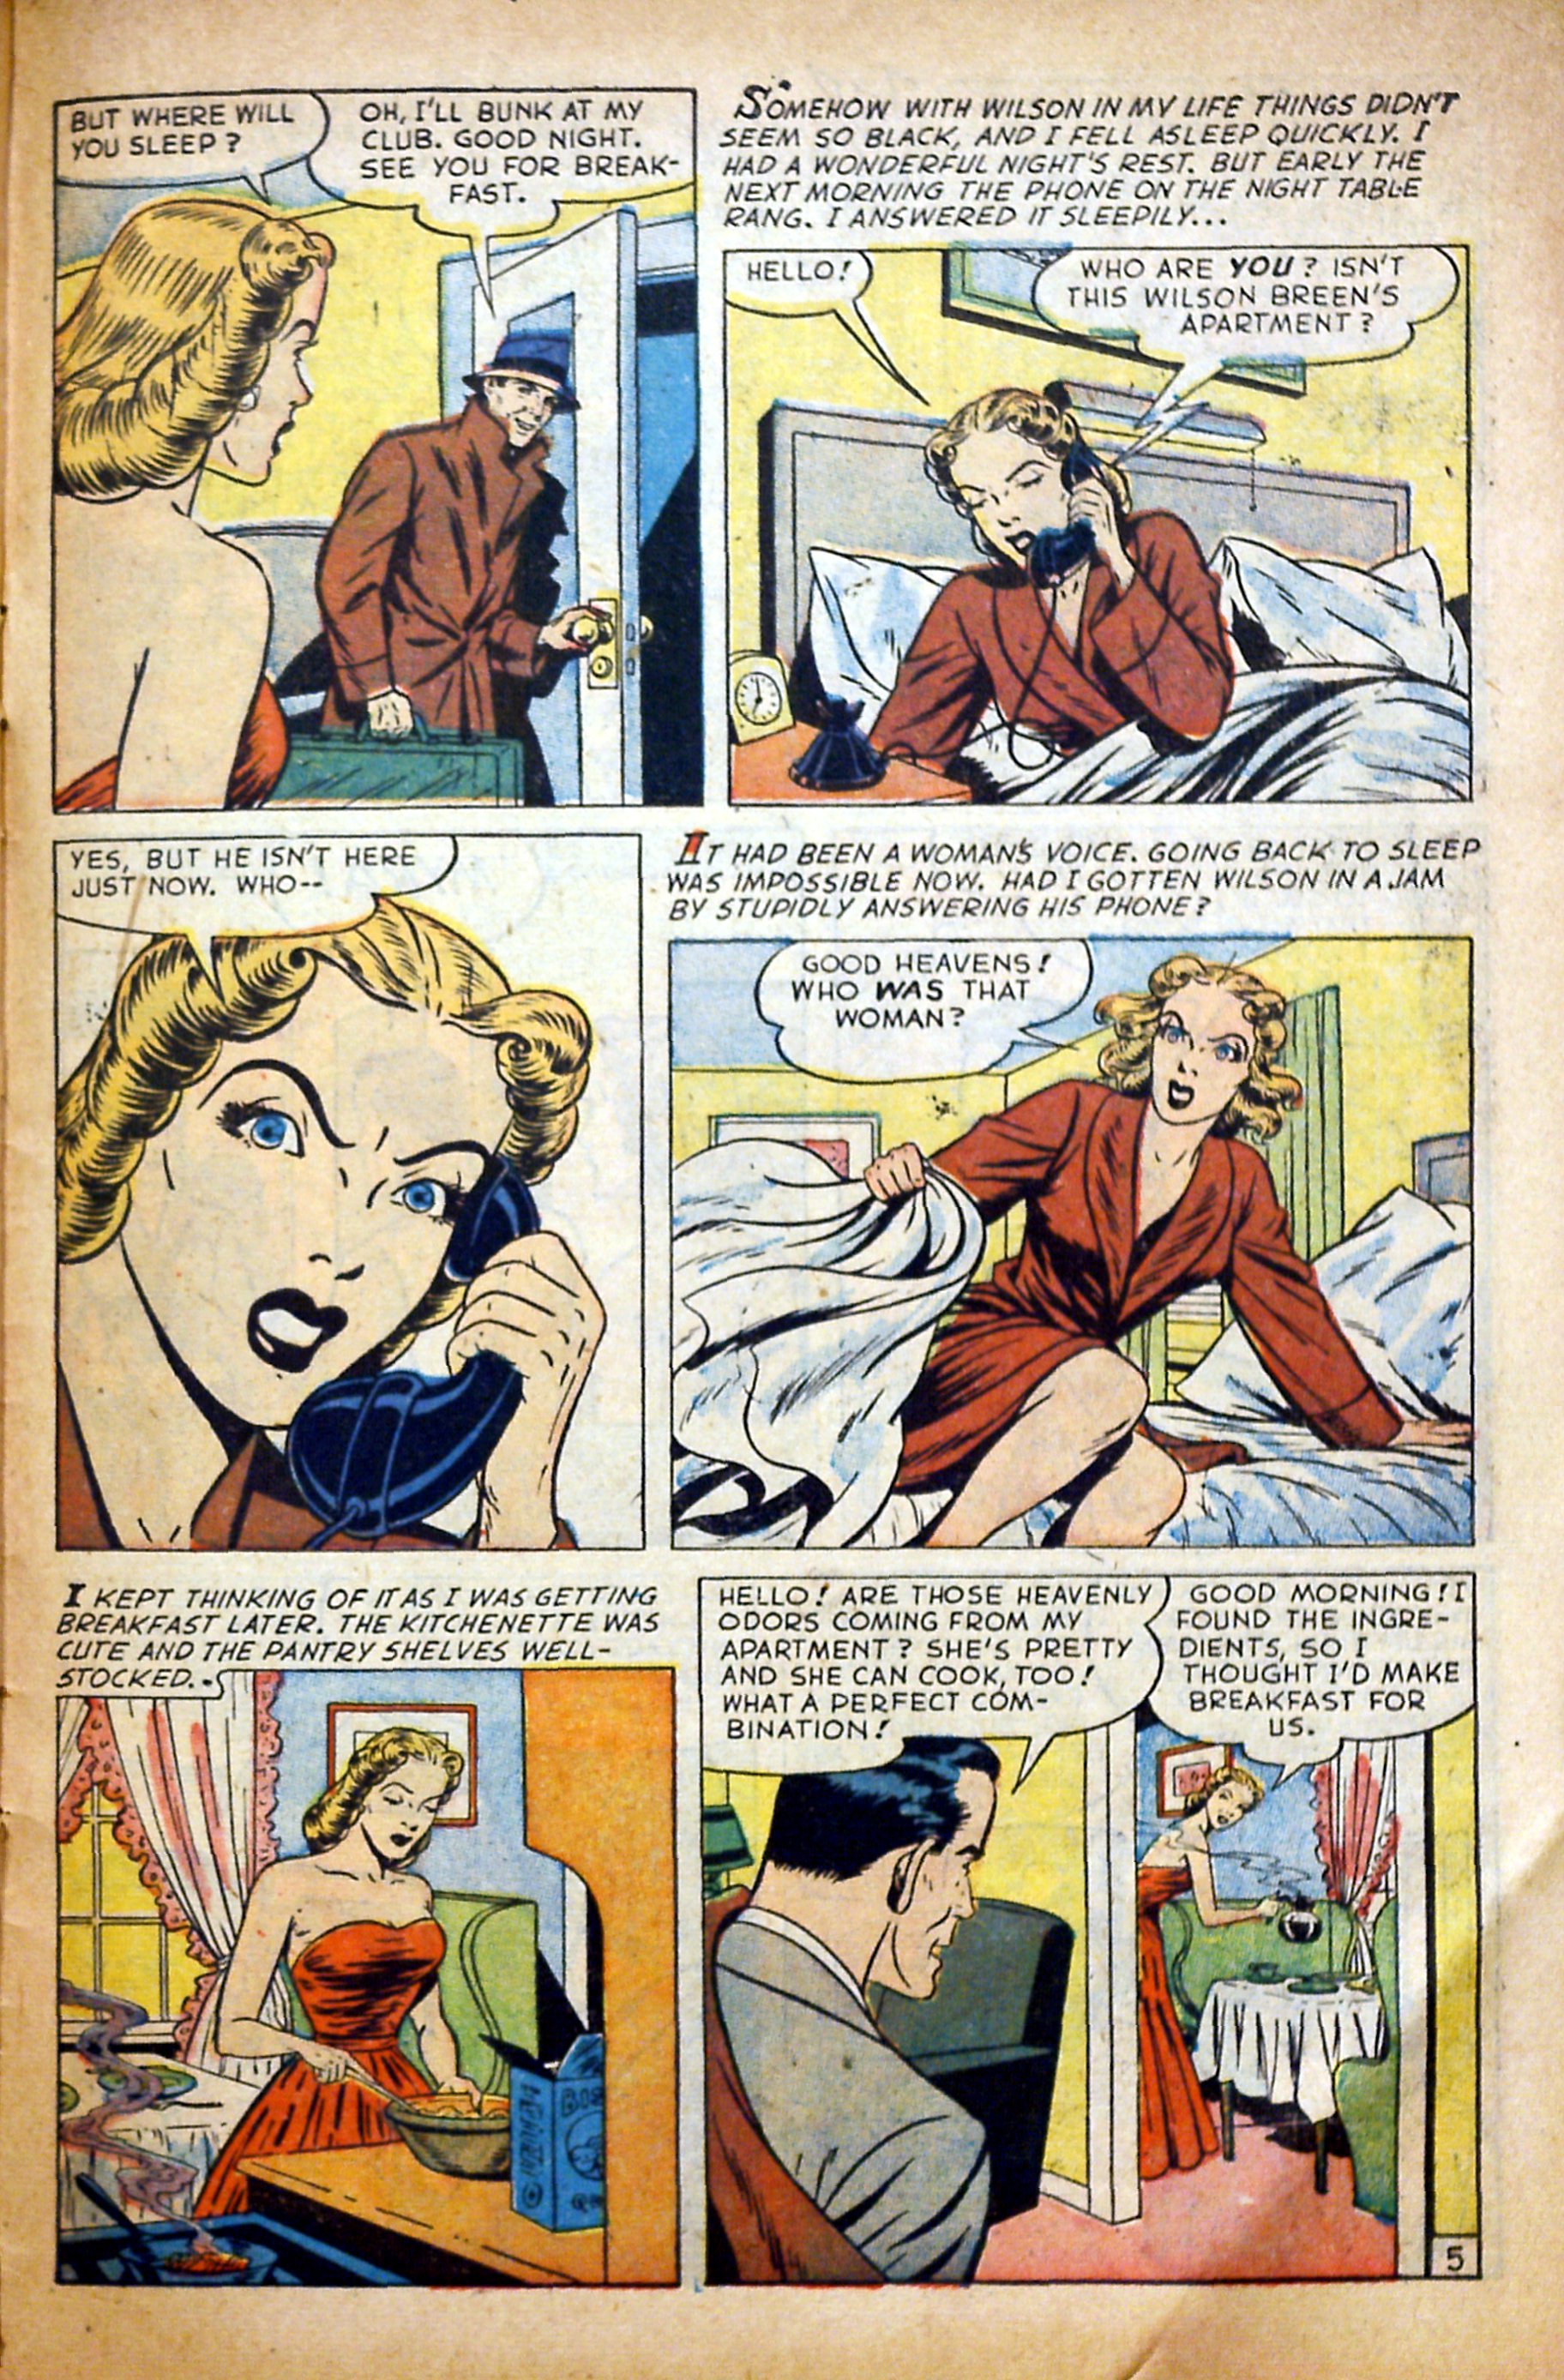 BUT WHERE WILL
YOU SLEEP?
OH, I'LL BUNK AT MY
CLUB. GOOD NIGHT.
SEE YOU FOR BREAK-
FAST.
SOMEHOW WITH WILSON IN MY LIFE THINGS DIDN'T
SEEM SO BLACK, AND I FELL ASLEEP QUICKLY. I
HAD A WONDERFUL NIGHT'S REST. BUT EARLY THE
NEXT MORNING THE PHONE ON THE NIGHT TABLE
RANG. I ANSWERED IT SLEEPILY...
HELLO!
WHO ARE YOU? ISN'T
THIS WILSON BREEN'S
APARTMENT?
YES, BUT HE ISN'T HERE
JUST NOW. WHO--
IT HAD BEEN A WOMAN'S VOICE. GOING BACK TO SLEEP
WAS IMPOSSIBLE NOW. HAD I GOTTEN WILSON IN A JAM
BY STUPIDLY ANSWERING HIS PHONE?
GOOD HEAVENS!
WHO WAS THAT
WOMAN?
I KEPT THINKING OF IT AS I WAS GETTING
BREAKFAST LATER. THE KITCHENETTE WAS
CUTE AND THE PANTRY SHELVES WELL-
STOCKED..
HELLO! ARE THOSE HEAVENLY
ODORS COMING FROM MY
APARTMENT? SHE'S PRETTY
AND SHE CAN COOK, TOO!
WHAT A PERFECT COM-
BINATION!
GOOD MORNING! I
FOUND THE INGRE-
DIENTS, SO I
THOUGHT I'D MAKE
BREAKFAST FOR
US.
BIS
5